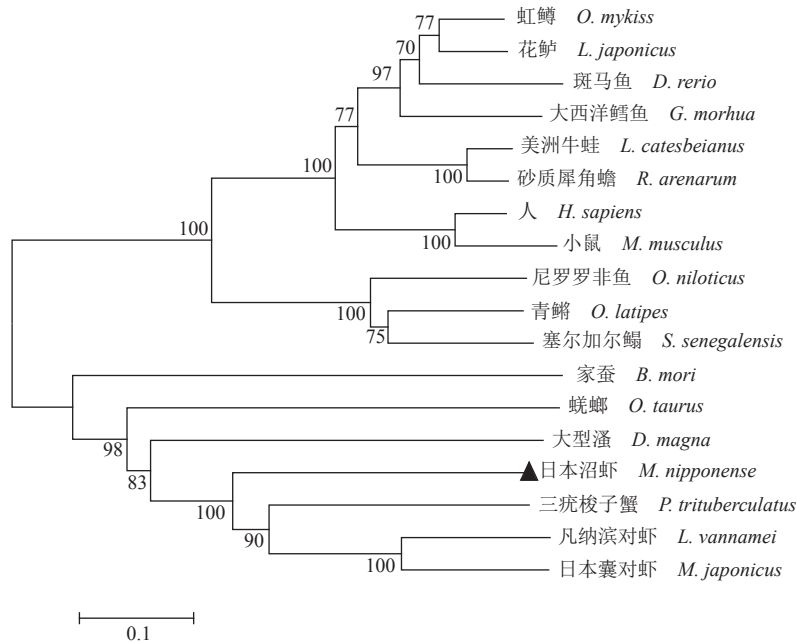 77
虹鳟 O. mykiss
花鲈 L. japonicus
70
斑马鱼 D. rerio
97
大西洋鳕鱼 G. morhua
77
美洲牛蛙 L. catesbeianus
100
砂质犀角蟾 R. arenarum
100
人 H. sapiens
100
小鼠 M. musculus
100
尼罗罗非鱼 O. niloticus
100
青鳉 O. latipes
75
塞尔加尔鳎 S. senegalensis
家蚕 B. mori
蜣螂 O. taurus
98
大型溞 D. magna
83
日本沼虾 M. nipponense
100
三疣梭子蟹 P. trituberculatus
90
凡纳滨对虾 L. vannamei
100
日本囊对虾 M. japonicus
0.1